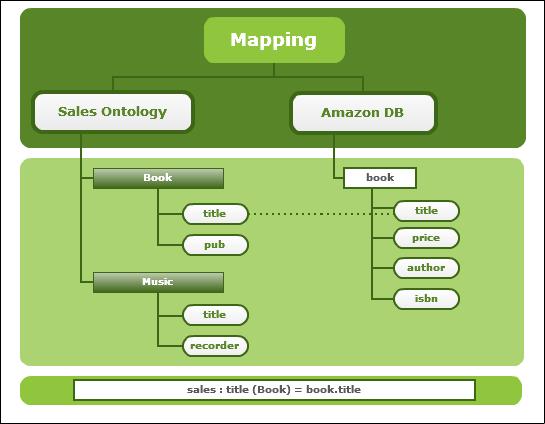 Mapping
Sales Ontology
Amazon DB
Book
title
pub
Music
title
recorder
book
title
price
author
isbn
sales : title (Book) = book.title